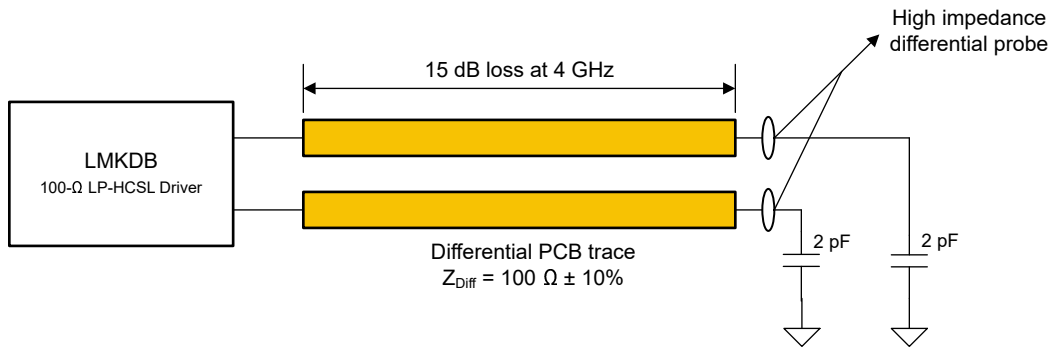 High impedance
differential probe
15 dB loss at 4 GHz
LMKDB
100-Ω LP-HCSL Driver
2 pF
2 pF
Differential PCB trace
Z_Diff = 100 Ω ± 10%